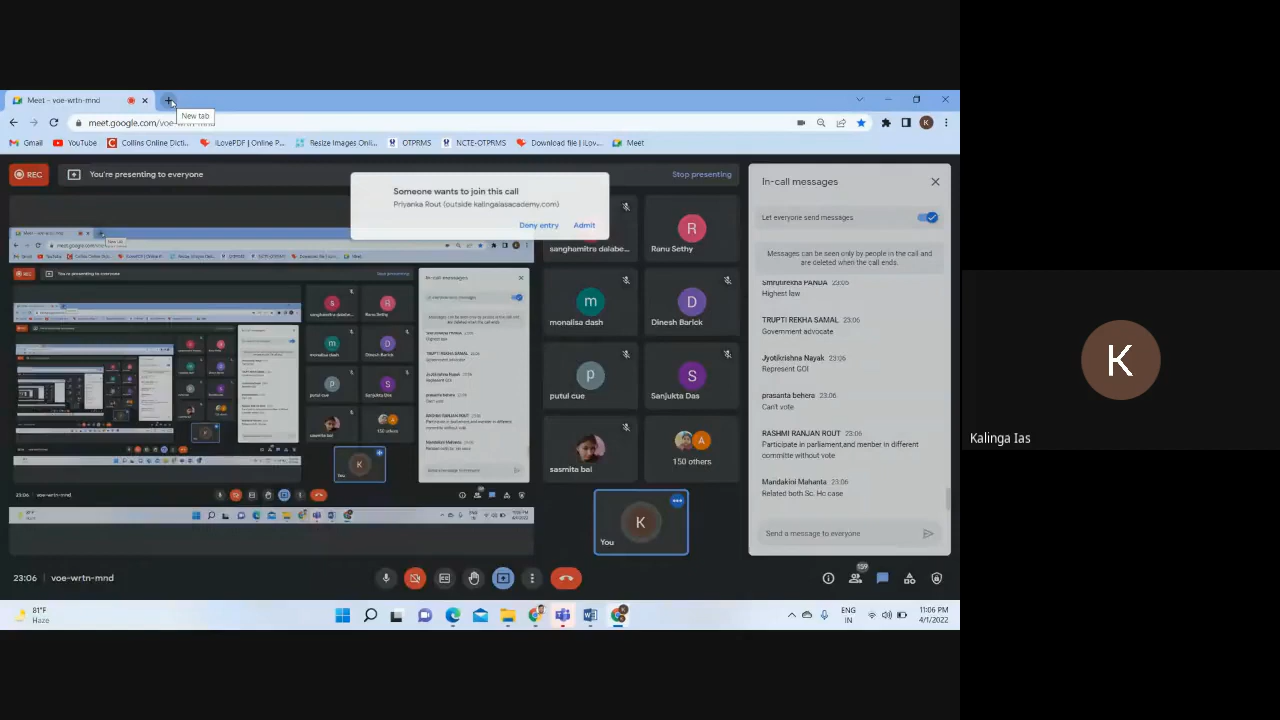 Meet - voe-wrtn-mnd
New tab
meet.google.com/voe-wrtn-mnd
Gmail YouTube Collins Online Dicti... iLovePDF | Online P... Resize Images Onli... OTPRMS NCTE-OTPRMS Download file | iLov... Meet
REC You're presenting to everyone Stop presenting
Someone wants to join this call
Priyanka Rout (outside kalingaiasacademy.com)
Deny entry Admit
sanghamitra dalabe... Ranu Sethy
monalisa dash Dinesh Barick
putul cue Sanjukta Das
sasmita bal 150 others
You
In-call messages
Let everyone send messages
Messages can be seen only by people in the call and
are deleted when the call ends.
Smrutirekha PANDA 23:06
Highest law
TRUPTI REKHA SAMAL 23:06
Government advocate
Jyotikrishna Nayak 23:06
Represent GOI
prasanta behera 23:06
Can't vote
RASHMI RANJAN ROUT 23:06
Participate in parliament,and member in different
committe without vote
Mandakini Mahanta 23:06
Related both Sc. Hc case
Send a message to everyone
23:06 | voe-wrtn-mnd
159
81°F
Haze
ENG
IN
11:06 PM
4/1/2022
K
Kalinga Ias